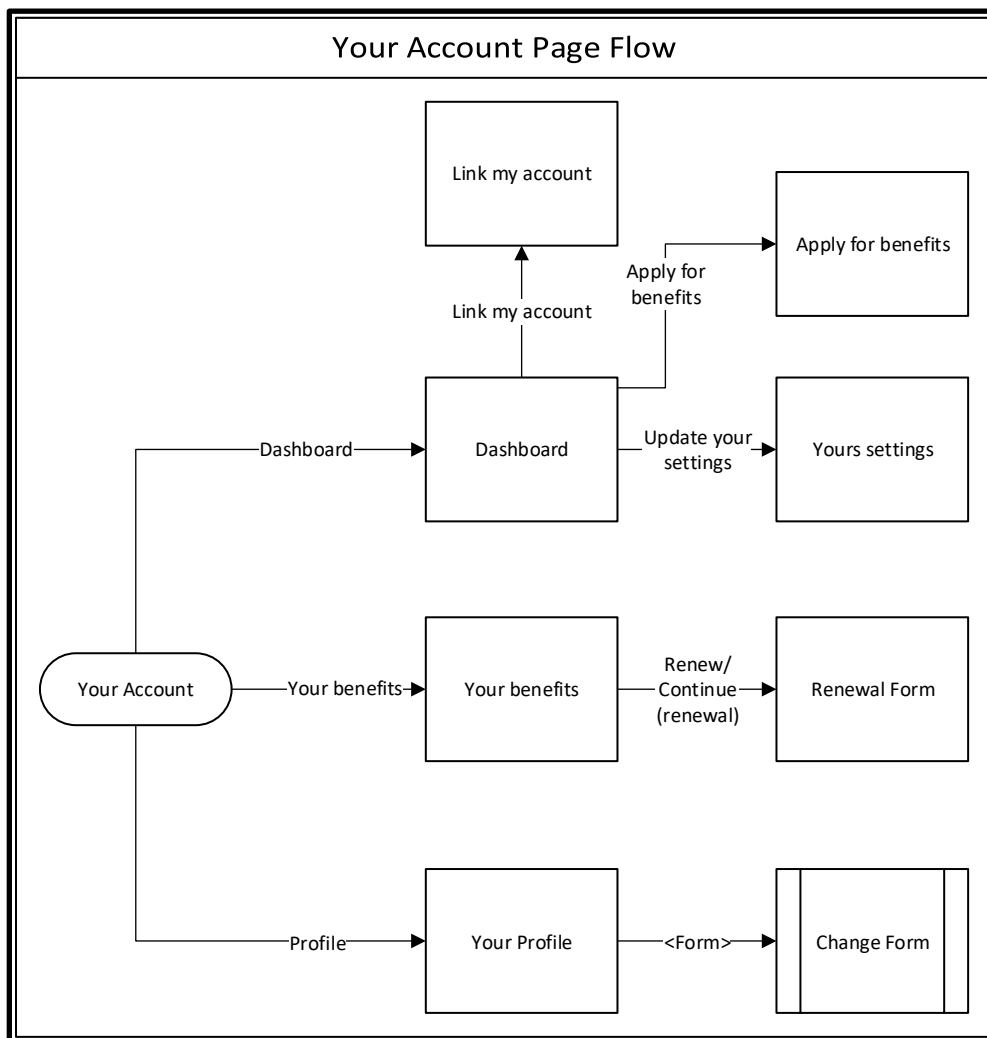 Your Account Page Flow
Link my account
Apply for benefits
Apply for
benefits
Link my account
Dashboard
Dashboard
Update your
settings
Yours settings
Your Account
Your benefits
Your benefits
Renew/
Continue
(renewal)
Renewal Form
Profile
Your Profile
<Form>
Change Form